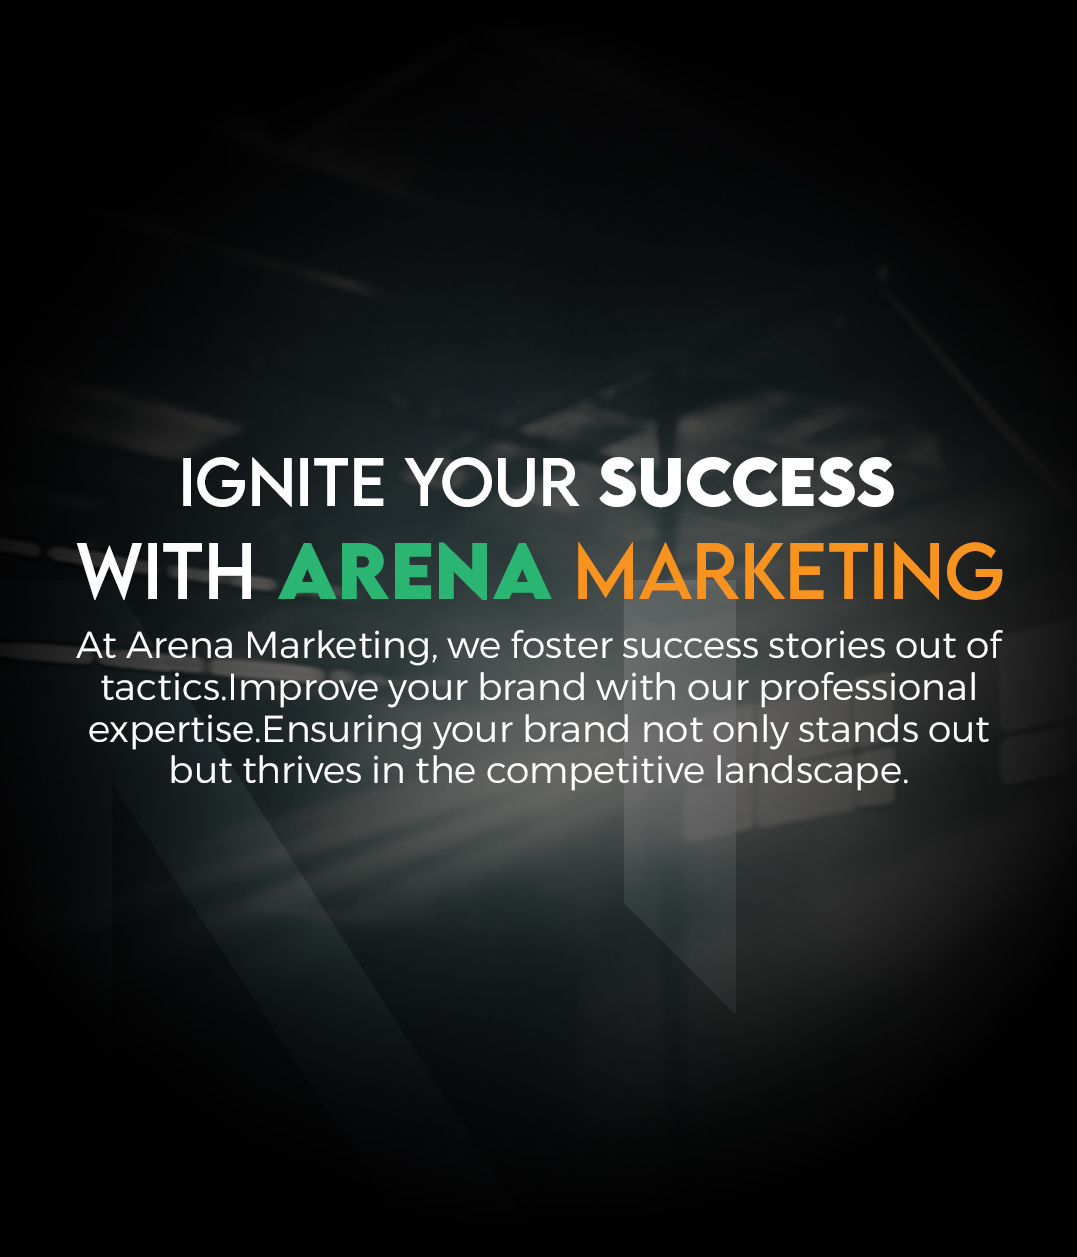 IGNITE YOUR SUCCESS
WITH ARENA MARKETING
At Arena Marketing, we foster success stories out of
tactics.Improve your brand with our professional
expertise.Ensuring your brand not only stands out
but thrives in the competitive landscape.